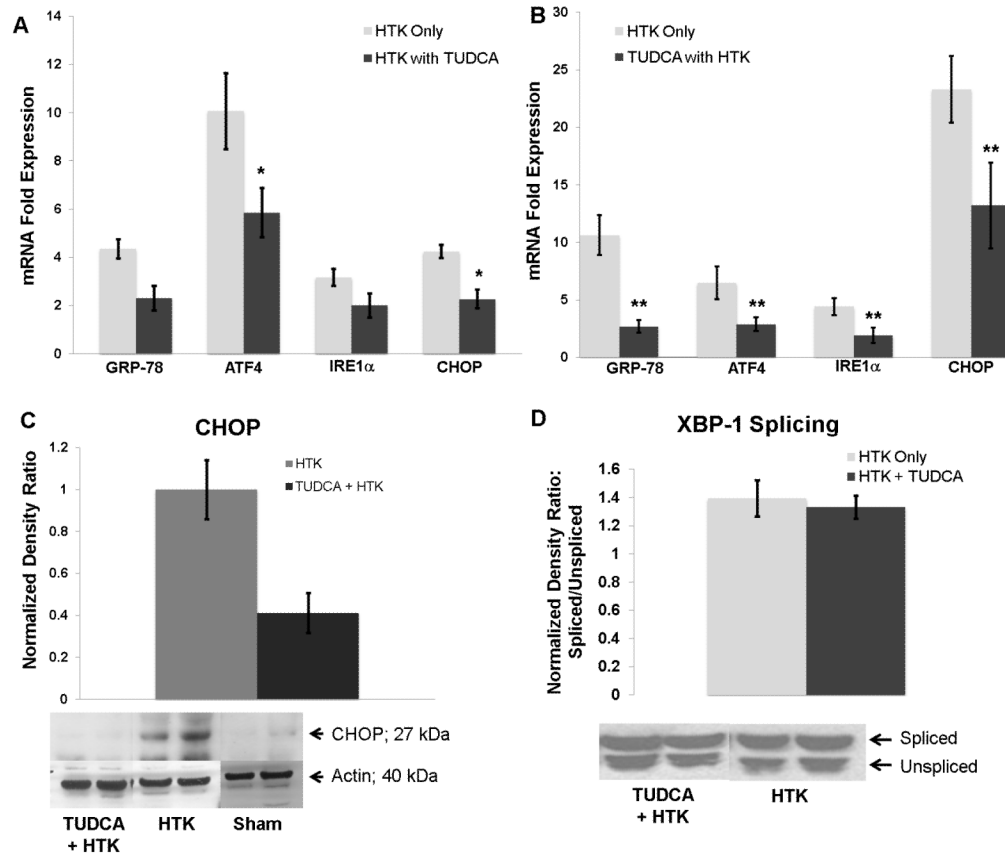 A
HTK Only
HTK with TUDCA
mRNA Fold Expression
14
12
10
8
6
4
2
0
*
*
GRP-78 ATF4 IRE1α CHOP
B
HTK Only
TUDCA with HTK
mRNA Fold Expression
30
25
20
15
10
5
0
**
**
**
**
GRP-78 ATF4 IRE1α CHOP
C
CHOP
HTK
TUDCA + HTK
Normalized Density Ratio
1.2
1
0.8
0.6
0.4
0.2
0
CHOP; 27 kDa
Actin; 40 kDa
TUDCA HTK Sham
+ HTK
D
XBP-1 Splicing
HTK Only
HTK + TUDCA
Normalized Density Ratio:
Spliced/Unspliced
1.6
1.4
1.2
1
0.8
0.6
0.4
0.2
0
Spliced
Unspliced
TUDCA HTK
+ HTK